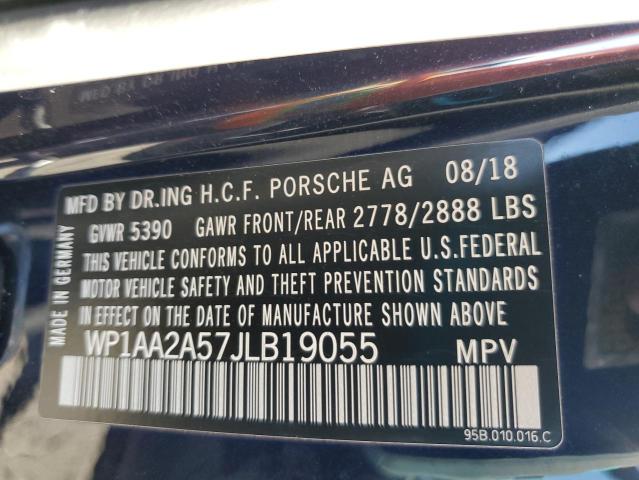 MFD BY DR.ING H.C.F. PORSCHE AG 08/18
GVWR 5390 GAWR FRONT/REAR 2778/2888 LBS
THIS VEHICLE CONFORMS TO ALL APPLICABLE U.S.FEDERAL
MOTOR VEHICLE SAFETY AND THEFT PREVENTION STANDARDS
IN EFFECT ON THE DATE OF MANUFACTURE SHOWN ABOVE
WP1AA2A57JLB19055 MPV
95B.010.016.C
MADE IN GERMANY